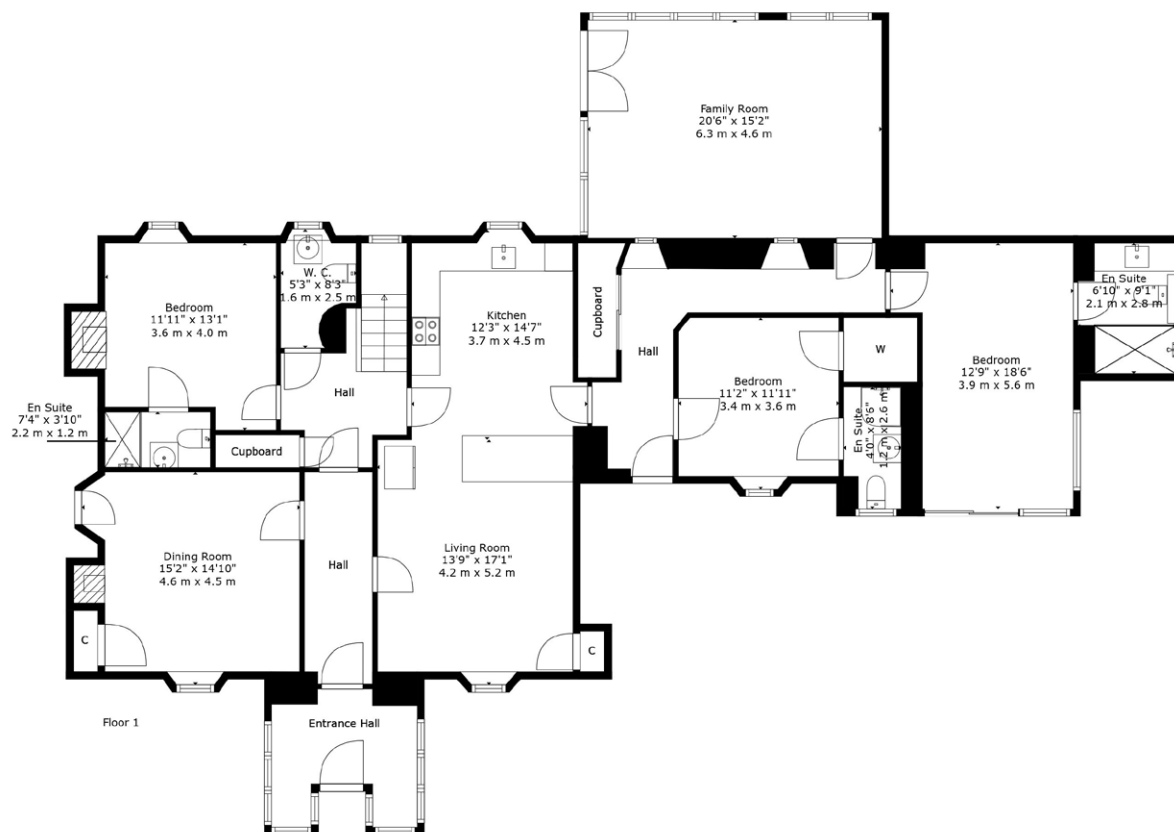 Family Room
20'6" x 15'2"
6.3 m x 4.6 m
W. C.
5'3" x 8'3"
1.6 m x 2.5 m
Bedroom
11'11" x 13'1"
3.6 m x 4.0 m
Kitchen
12'3" x 14'7"
3.7 m x 4.5 m
Cupboard
En Suite
6'10" x 9'1"
2.1 m x 2.8 m
Hall
Hall
W
Bedroom
11'2" x 11'11"
3.4 m x 3.6 m
Bedroom
12'9" x 18'6"
3.9 m x 5.6 m
En Suite
7'4" x 3'10"
2.2 m x 1.2 m
Cupboard
En Suite
4'0" x 8'6"
1.2 m x 2.6 m
Dining Room
15'2" x 14'10"
4.6 m x 4.5 m
Hall
Living Room
13'9" x 17'1"
4.2 m x 5.2 m
C
C
Floor 1
Entrance Hall